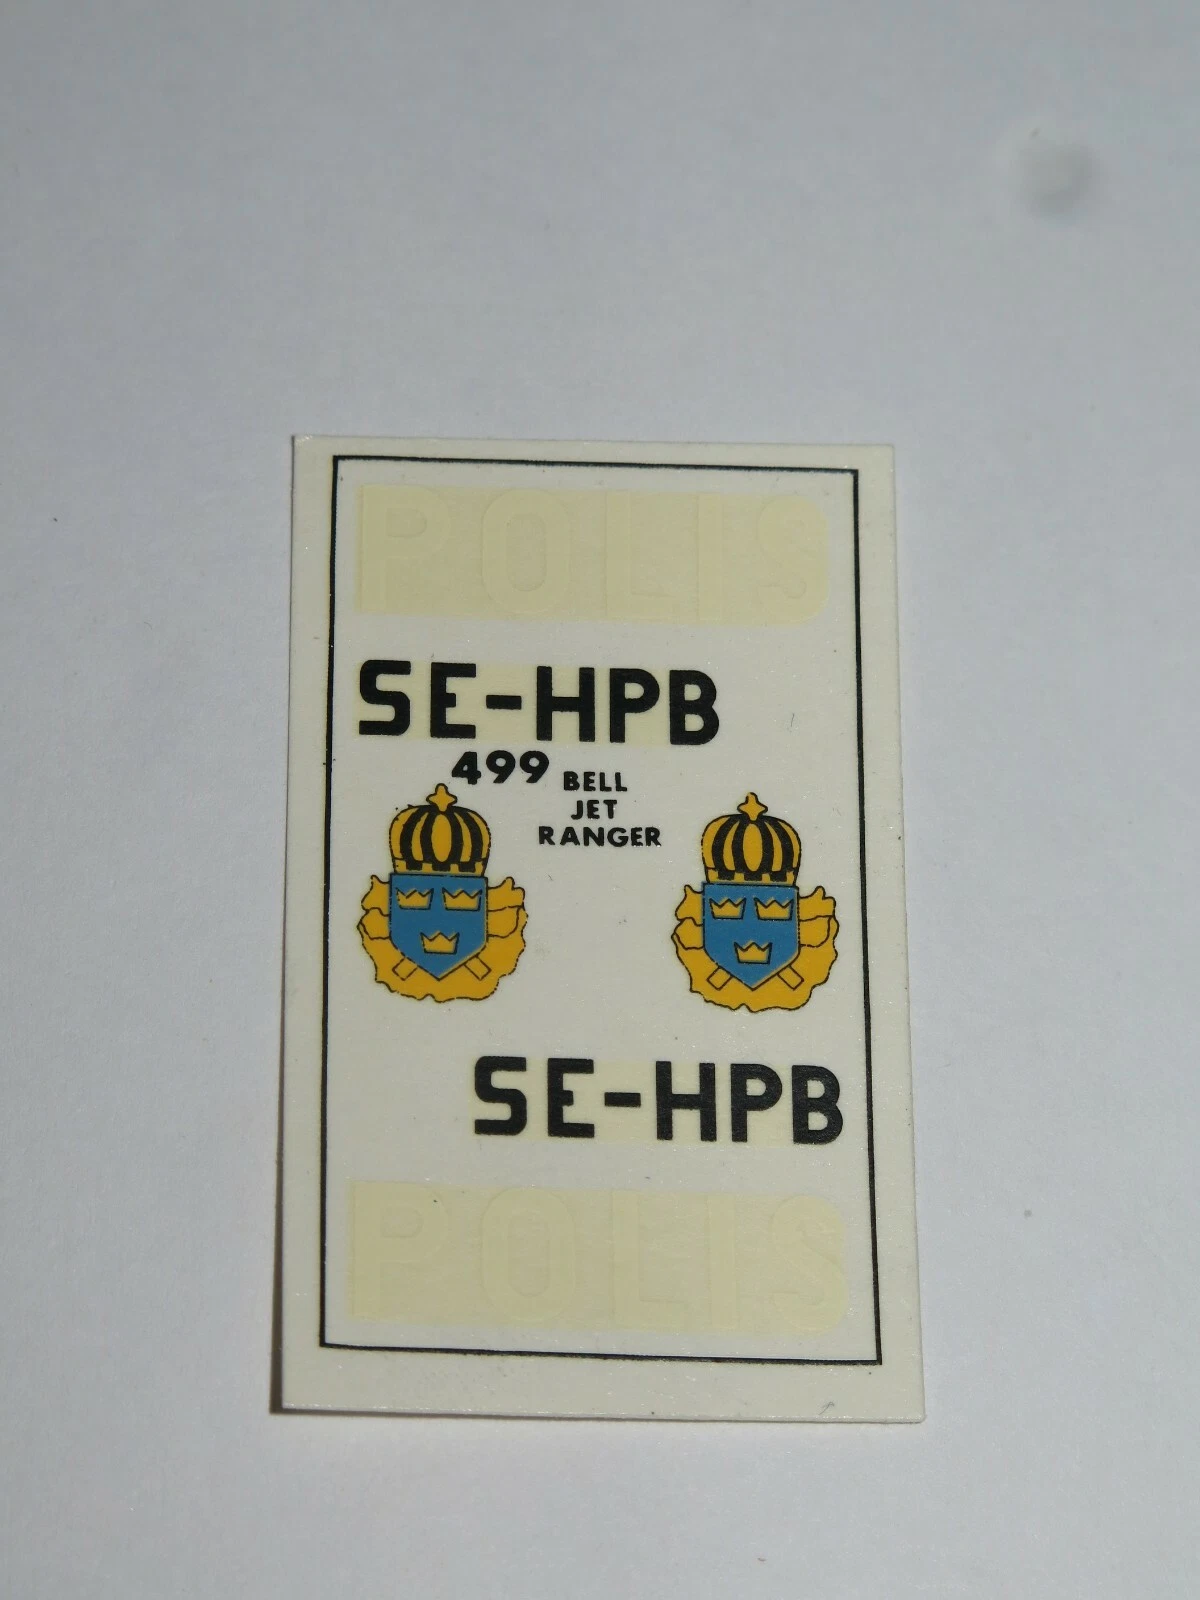 POLIS
SE-HPB
499 BELL
JET
RANGER
SE-HPB
POLIS